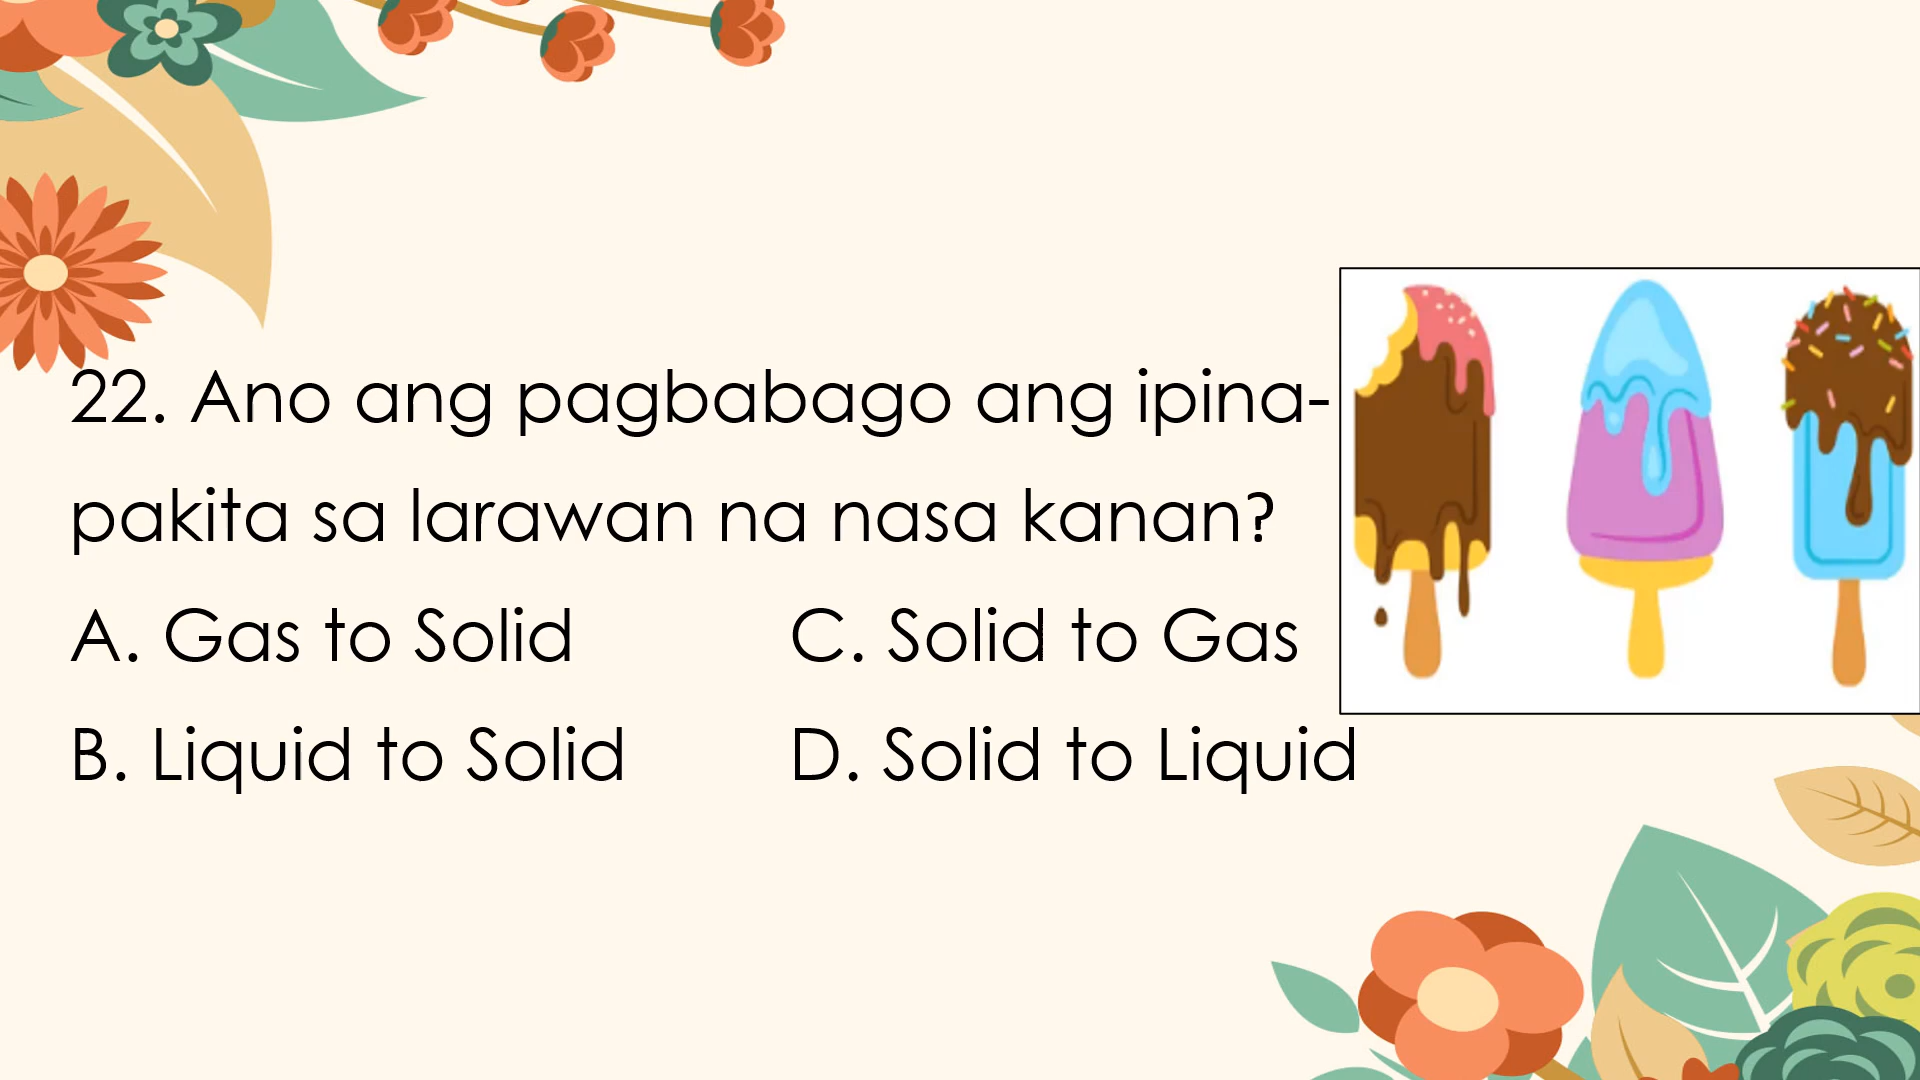 22. Ano ang pagbabago ang ipina-
pakita sa larawan na nasa kanan?
A. Gas to Solid C. Solid to Gas
B. Liquid to Solid D. Solid to Liquid